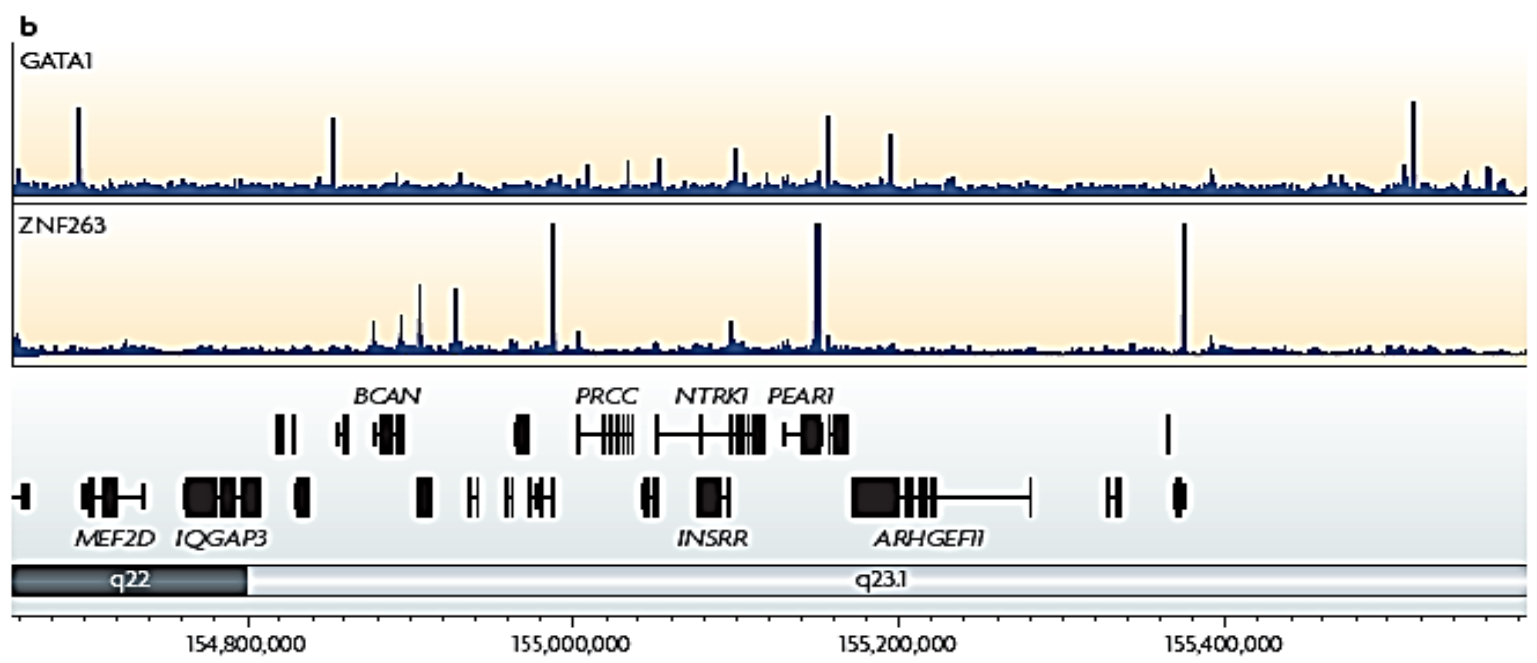 b
GATA1
ZNF263
BCAN PRCC NTRK1 PEAR1
MEF2D IQGAP3 INSRR ARHGEF11
q22 q23.1
154,800,000 155,000,000 155,200,000 155,400,000